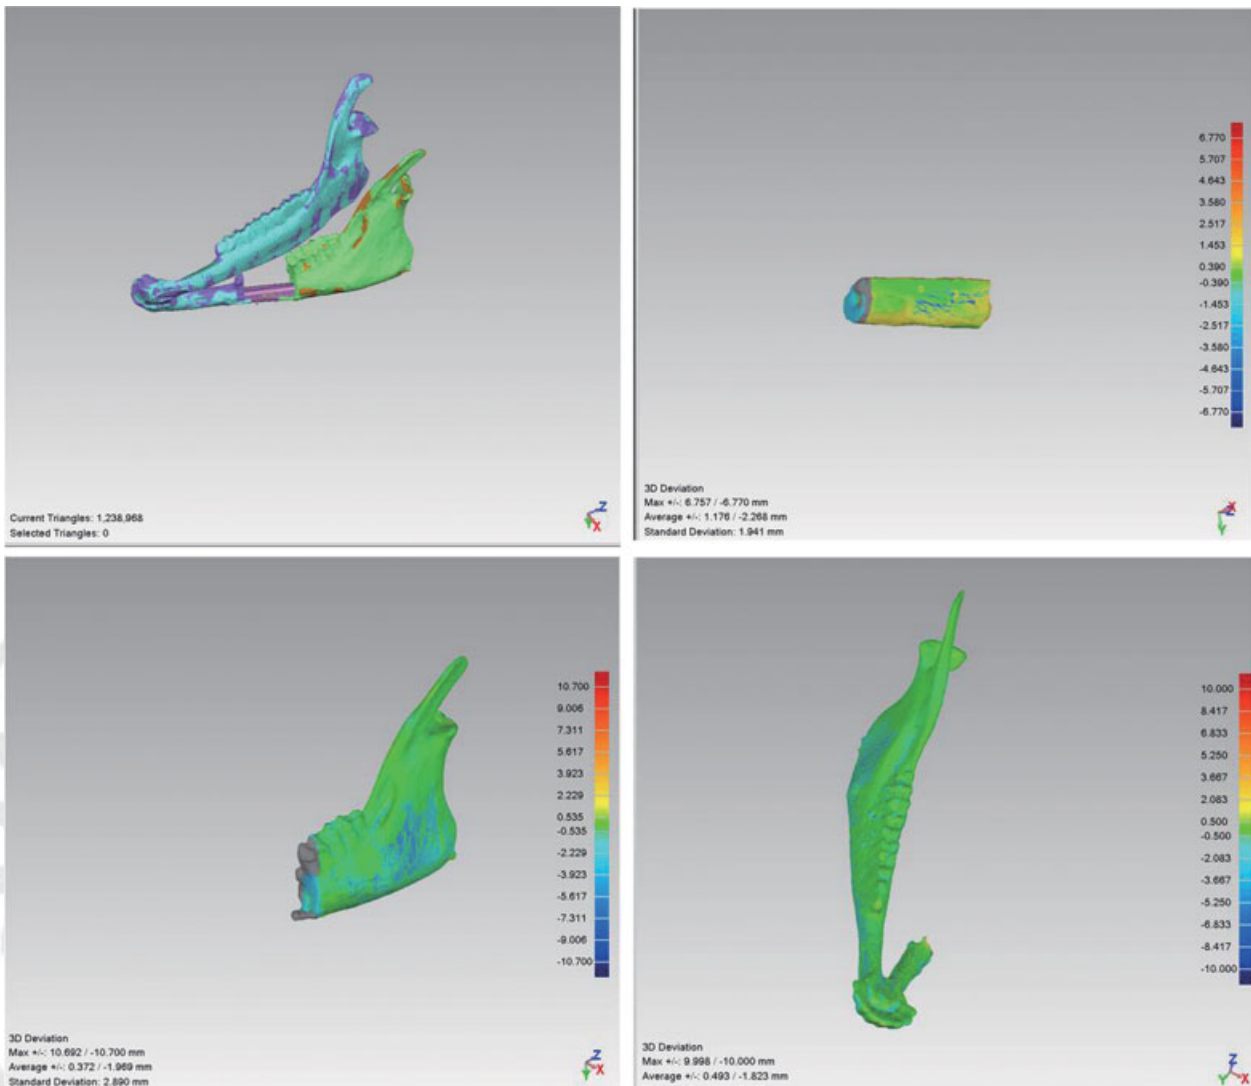 Current Triangles: 1,238,968
Selected Triangles: 0
Z
X
Y
6.770
5.707
4.643
3.580
2.517
1.453
0.390
-0.390
-1.453
-2.517
-3.580
-4.643
-5.707
-6.770
3D Deviation
Max +/-: 6.757 / -6.770 mm
Average +/-: 1.176 / -2.268 mm
Standard Deviation: 1.941 mm
X
Z
Y
10.700
9.006
7.311
5.617
3.923
2.229
0.535
-0.535
-2.229
-3.923
-5.617
-7.311
-9.006
-10.700
3D Deviation
Max +/-: 10.692 / -10.700 mm
Average +/-: 0.372 / -1.969 mm
Standard Deviation: 2.890 mm
Z
X
Y
10.000
8.417
6.833
5.250
3.667
2.083
0.500
-0.500
-2.083
-3.667
-5.250
-6.833
-8.417
-10.000
3D Deviation
Max +/-: 9.998 / -10.000 mm
Average +/-: 0.493 / -1.823 mm
Z
Y X